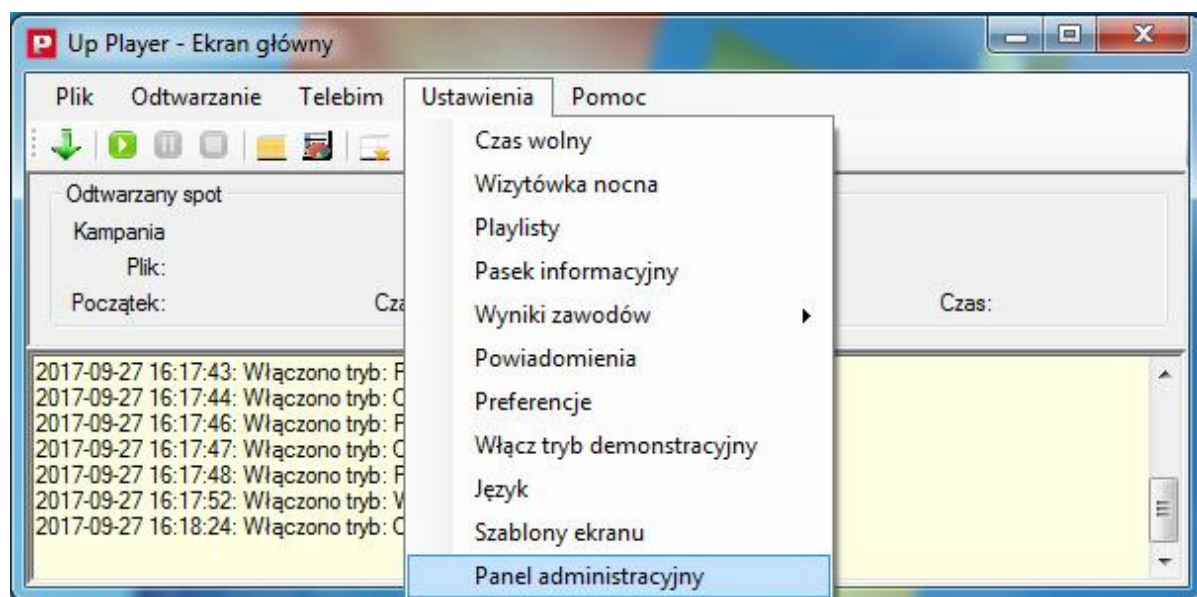 P Up Player - Ekran główny
Plik Odtwarzanie Telebim Ustawienia Pomoc
Czas wolny
Wizytówka nocna
Playlisty
Pasek informacyjny
Wyniki zawodów
Powiadomienia
Preferencje
Włącz tryb demonstracyjny
Język
Szablony ekranu
Panel administracyjny
Odtwarzany spot
Kampania
Plik:
Początek: Cza Czas:
2017-09-27 16:17:43: Włączono tryb:
2017-09-27 16:17:44: Włączono tryb:
2017-09-27 16:17:46: Włączono tryb:
2017-09-27 16:17:47: Włączono tryb:
2017-09-27 16:17:48: Włączono tryb:
2017-09-27 16:17:52: Włączono tryb:
2017-09-27 16:18:24: Włączono tryb: